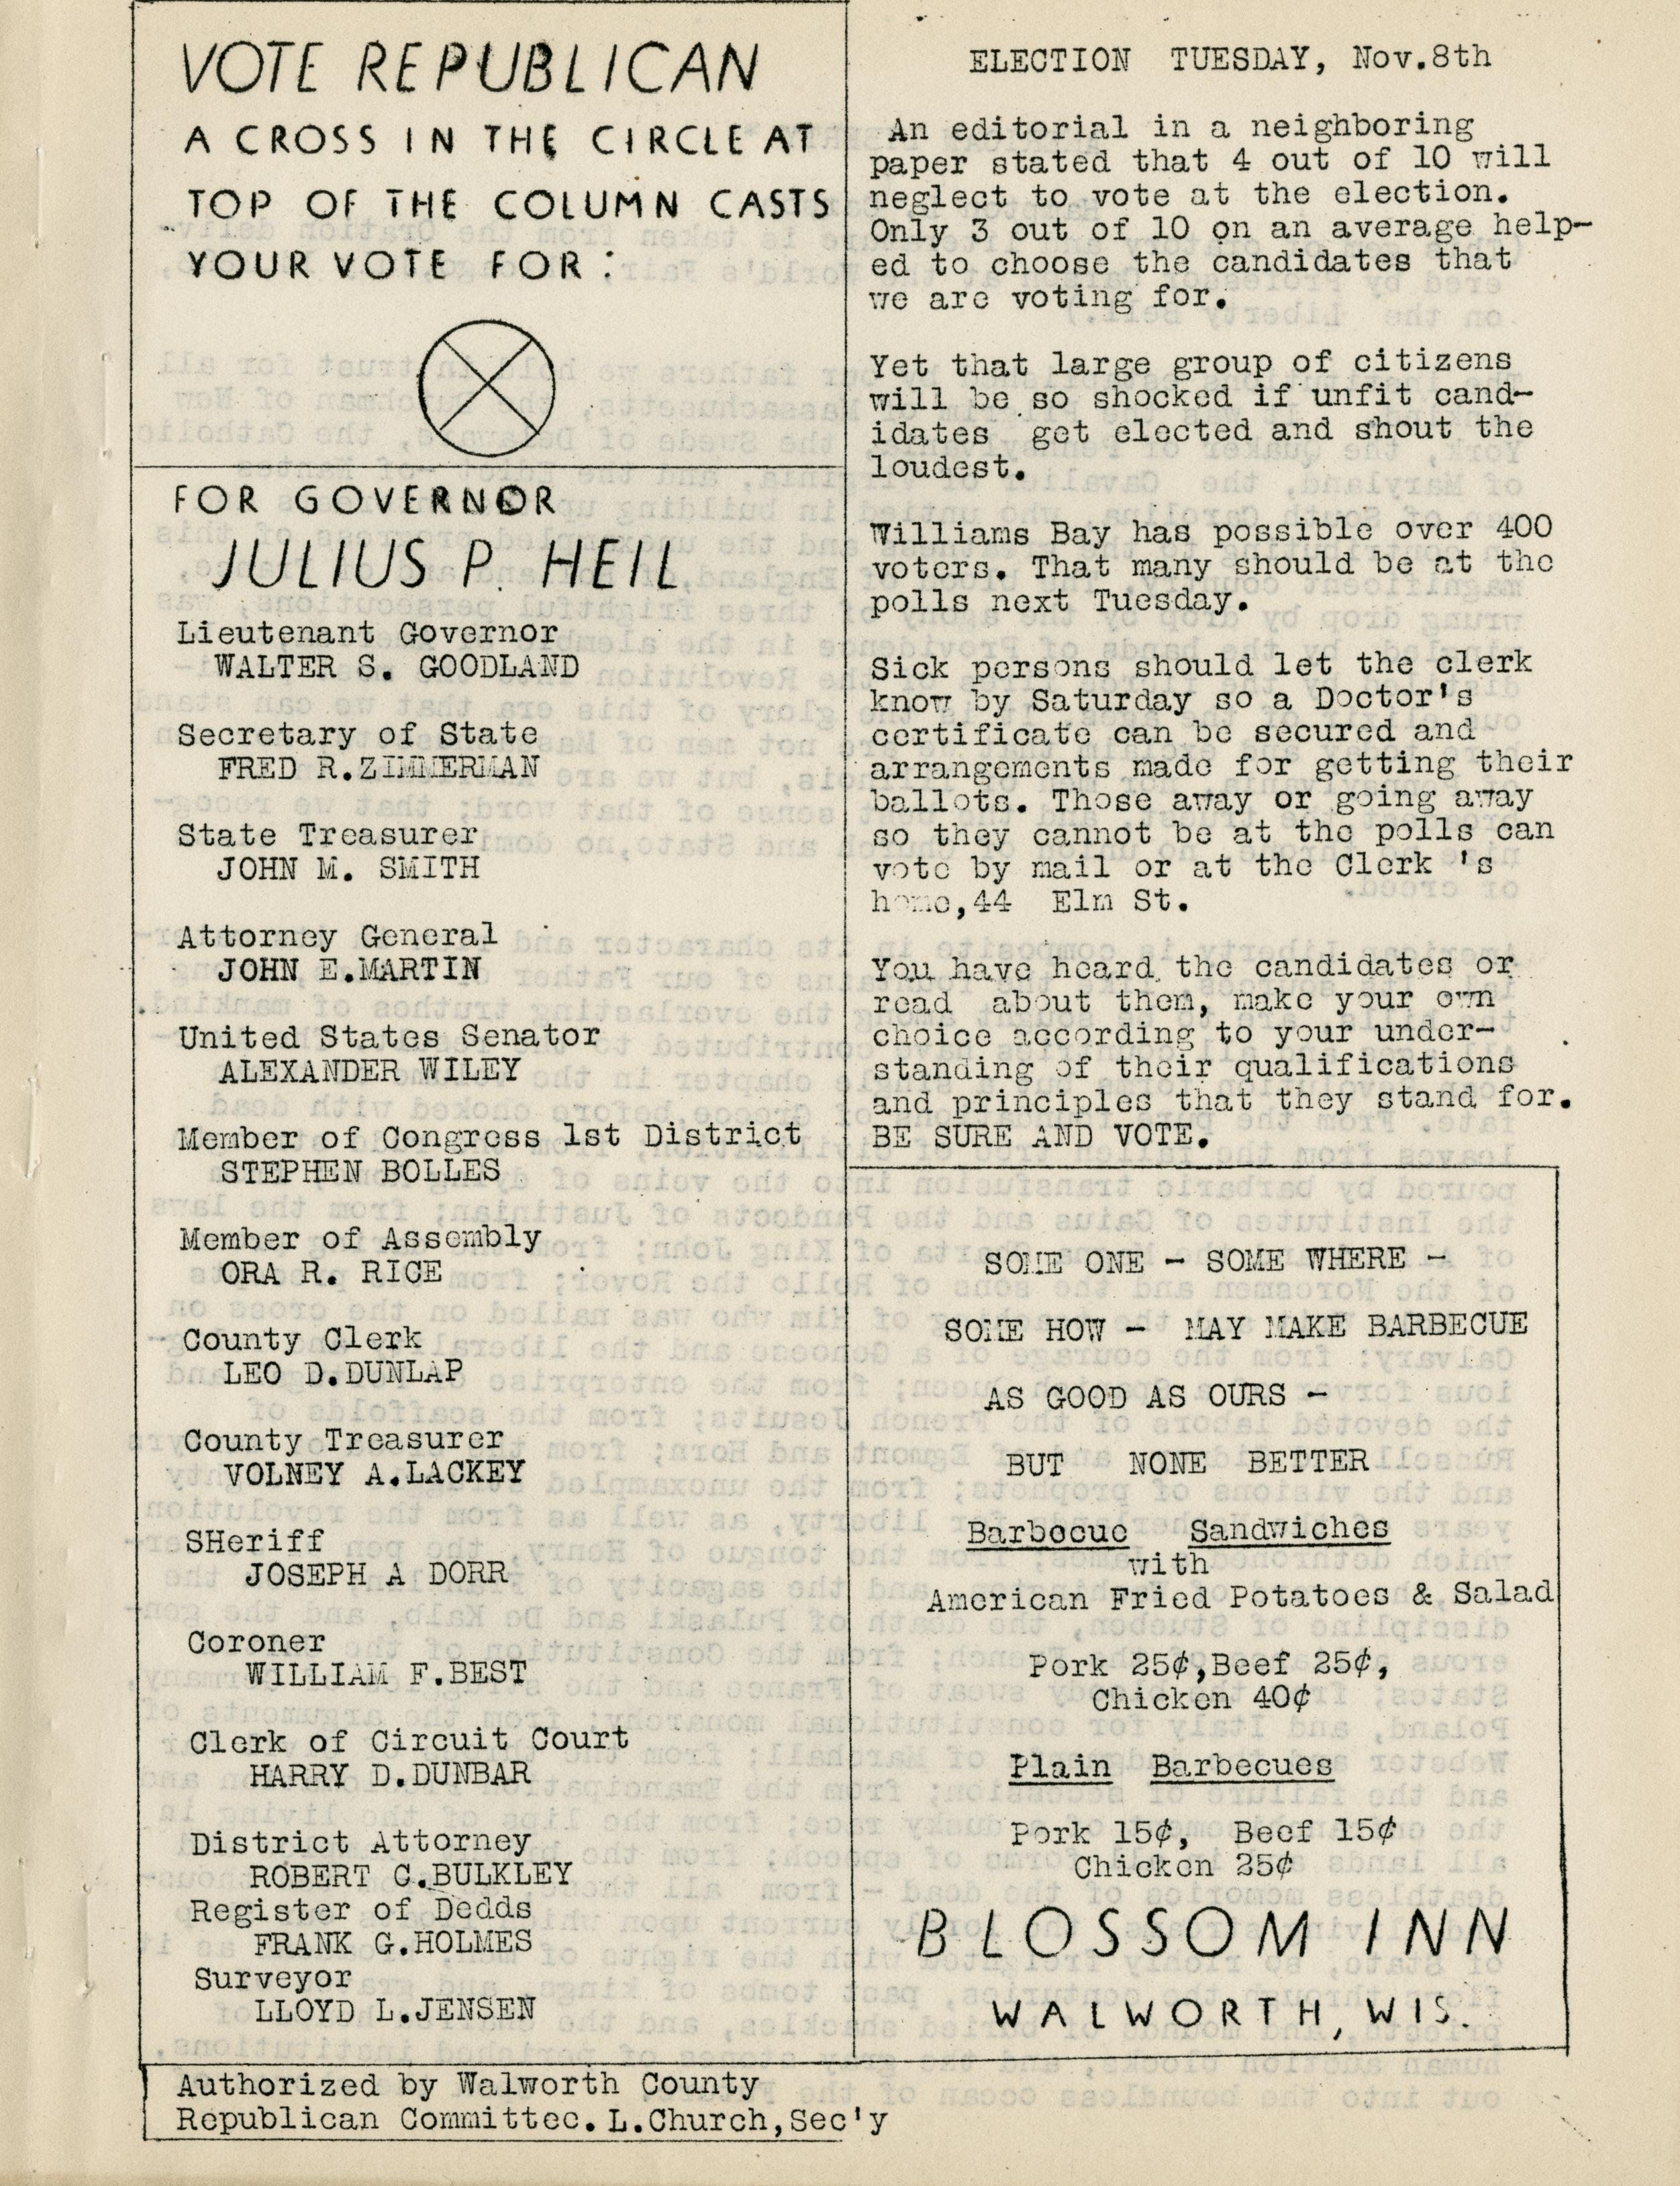 VOTE REPUBLICAN
A CROSS IN THE CIRCLE AT
TOP OF THE COLUMN CASTS
YOUR VOTE FOR:
FOR GOVERNOR
JULIUS P. HEIL
Lieutenant Governor
WALTER S. GOODLAND
Secretary of State
FRED R.ZIMMERMAN
State Treasurer
JOHN M. SMITH
Attorney General
JOHN E.MARTIN
United States Senator
ALEXANDER WILEY
Member of Congress 1st District
STEPHEN BOLLES
Member of Assembly
ORA R. RICE
County Clerk
LEO D.DUNLAP
County Treasurer
VOLNEY A.LACKEY
SHeriff
JOSEPH A DORR
Coroner
WILLIAM F.BEST
Clerk of Circuit Court
HARRY D.DUNBAR
District Attorney
ROBERT C.BULKLEY
Register of Dedds
FRANK G.HOLMES
Surveyor
LLOYD L.JENSEN
Authorized by Walworth County
Republican Committee. L.Church,Sec'y
ELECTION TUESDAY, Nov.8th
An editorial in a neighboring
paper stated that 4 out of 10 will
neglect to vote at the election.
Only 3 out of 10 on an average help-
ed to choose the candidates that
we are voting for.
Yet that large group of citizens
will be so shocked if unfit cand-
idates get elected and shout the
loudest.
Williams Bay has possible over 400
voters. That many should be at the
polls next Tuesday.
Sick persons should let the clerk
know by Saturday so a Doctor's
certificate can be secured and
arrangements made for getting their
ballots. Those away or going away
so they cannot be at the polls can
vote by mail or at the Clerk 's
home,44 Elm St.
You have heard the candidates or
read about them, make your own
choice according to your under-
standing of their qualifications
and principles that they stand for.
BE SURE AND VOTE.
SOME ONE - SOME WHERE -
SOME HOW - MAY MAKE BARBECUE
AS GOOD AS OURS -
BUT NONE BETTER
Barbecue Sandwiches
with
American Fried Potatoes & Salad
Pork 25¢,Beef 25¢,
Chicken 40¢
Plain Barbecues
Pork 15¢, Beef 15¢
Chicken 25¢
BLOSSOM INN
WALWORTH, WIS.